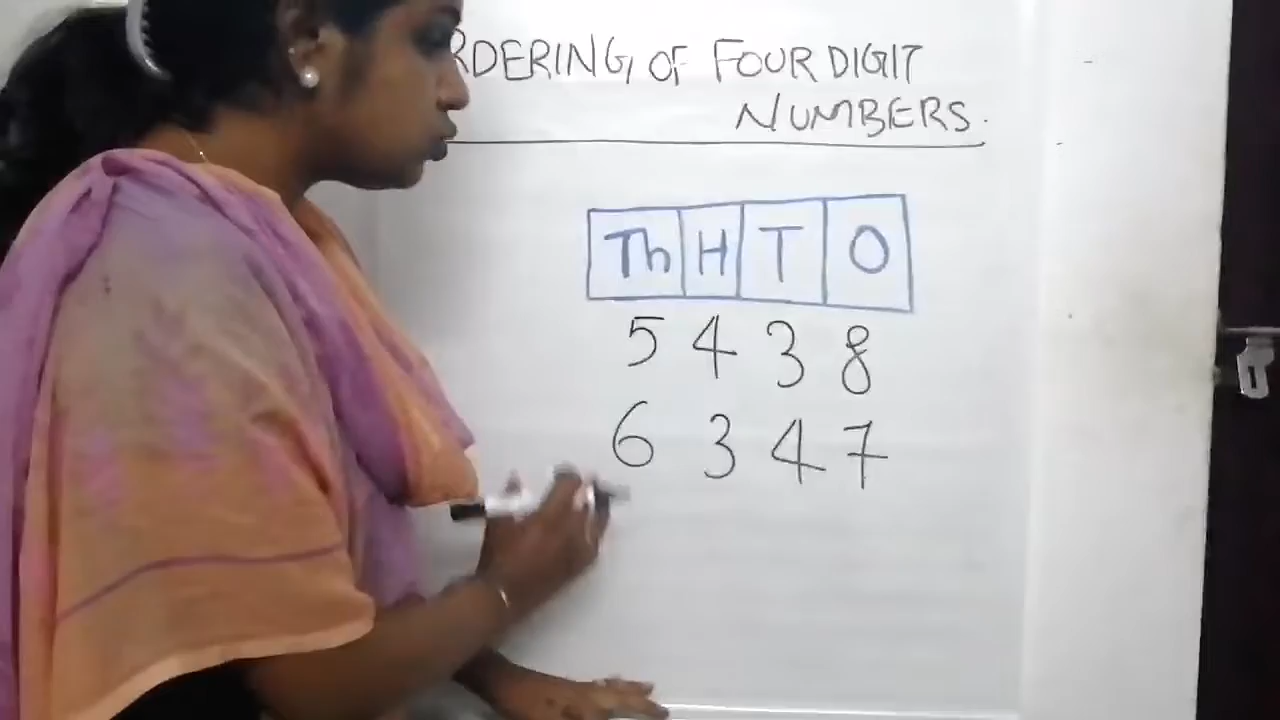 RDERING OF FOUR DIGIT
NUMBERS.
Th H T O
5 4 3 8
6 3 4 7